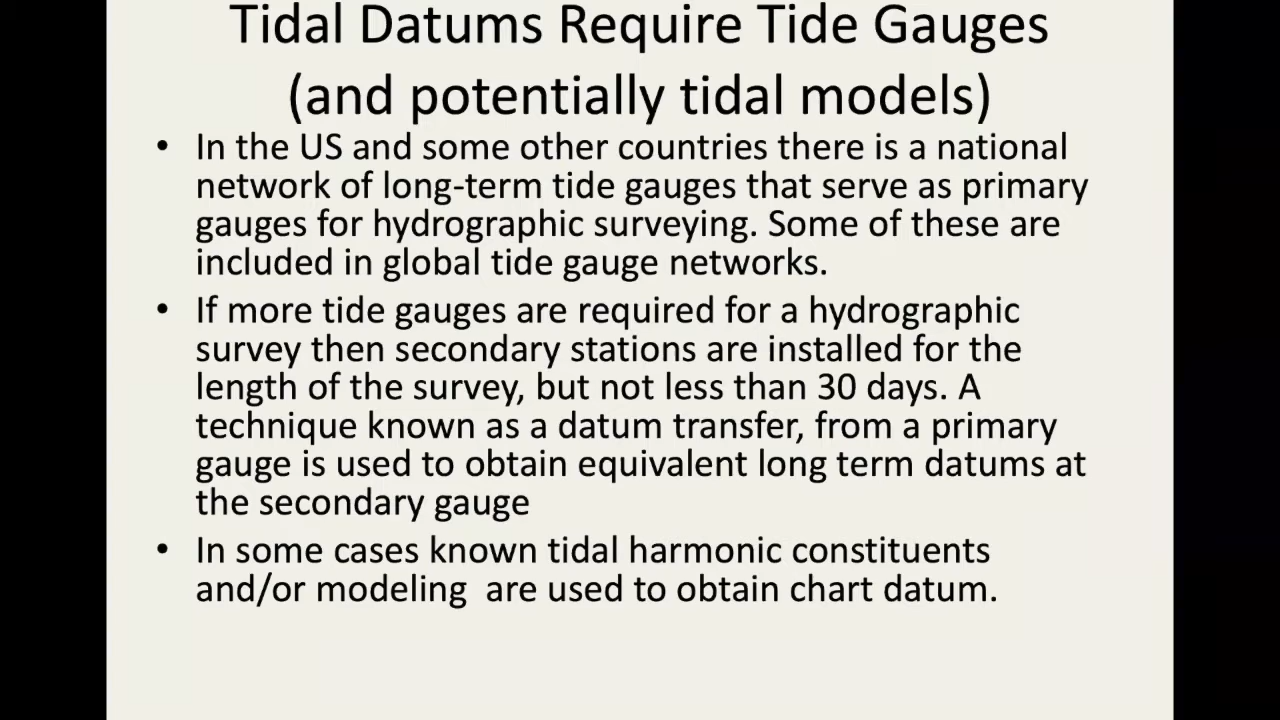 Tidal Datums Require Tide Gauges
(and potentially tidal models)
• In the US and some other countries there is a national
network of long-term tide gauges that serve as primary
gauges for hydrographic surveying. Some of these are
included in global tide gauge networks.
• If more tide gauges are required for a hydrographic
survey then secondary stations are installed for the
length of the survey, but not less than 30 days. A
technique known as a datum transfer, from a primary
gauge is used to obtain equivalent long term datums at
the secondary gauge
• In some cases known tidal harmonic constituents
and/or modeling  are used to obtain chart datum.